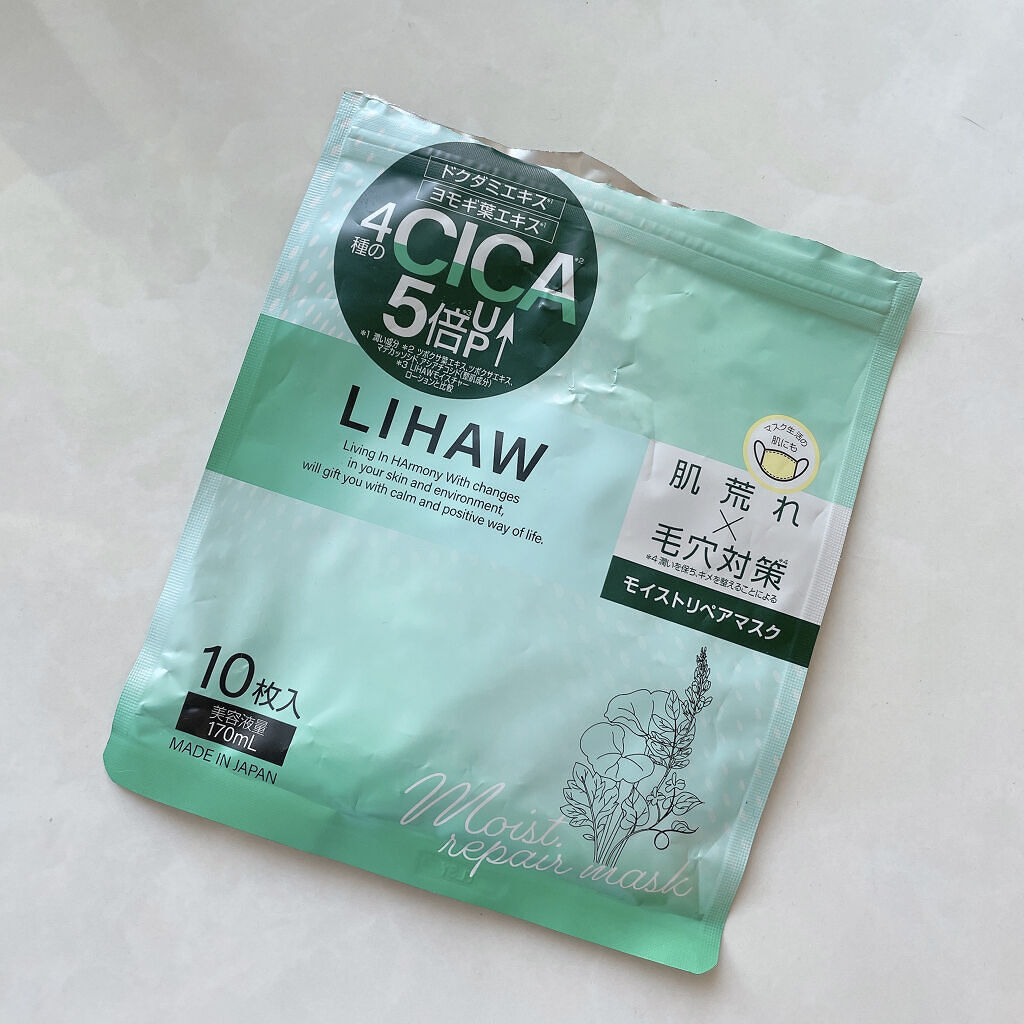 ドクダミエキス*1
ヨモギ葉エキス*1
4種の
CICA*2
5倍*3UP↑
*1 潤い成分 *2 ツボクサ葉エキス、ツボクサエキス、
マデカッソシド、アシアチコシド(整肌成分)
*3 LIHAWモイスチャー
ローションと比較
LIHAW
Living In HArmony With changes
in your skin and environment,
will gift you with calm and positive way of life.
マスク生活の
肌にも
肌荒れ
×
毛穴対策*4
*4 潤いを保ち、キメを整えることによる
モイストリペアマスク
10枚入
美容液量
170mL
MADE IN JAPAN
Moist.
repair mask